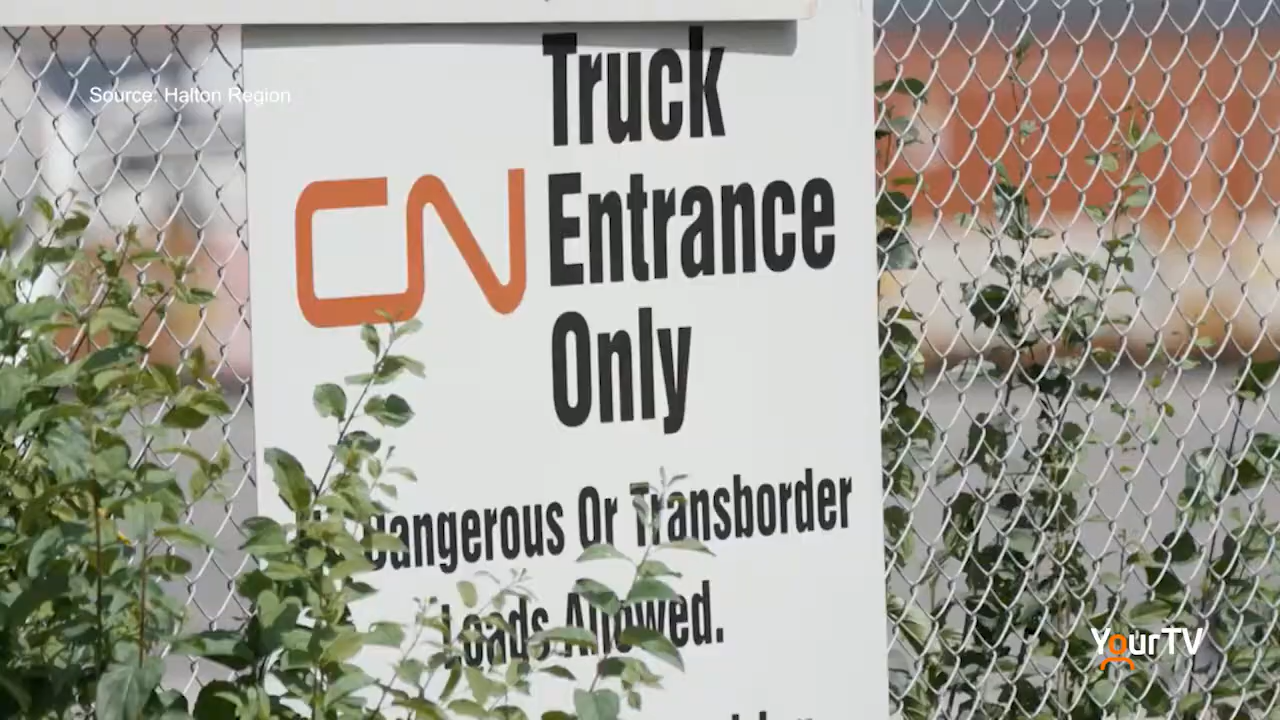 Source: Halton Region
Truck
CN
Entrance
Only
Dangerous Or Transborder
Loads Allowed.
YourTV